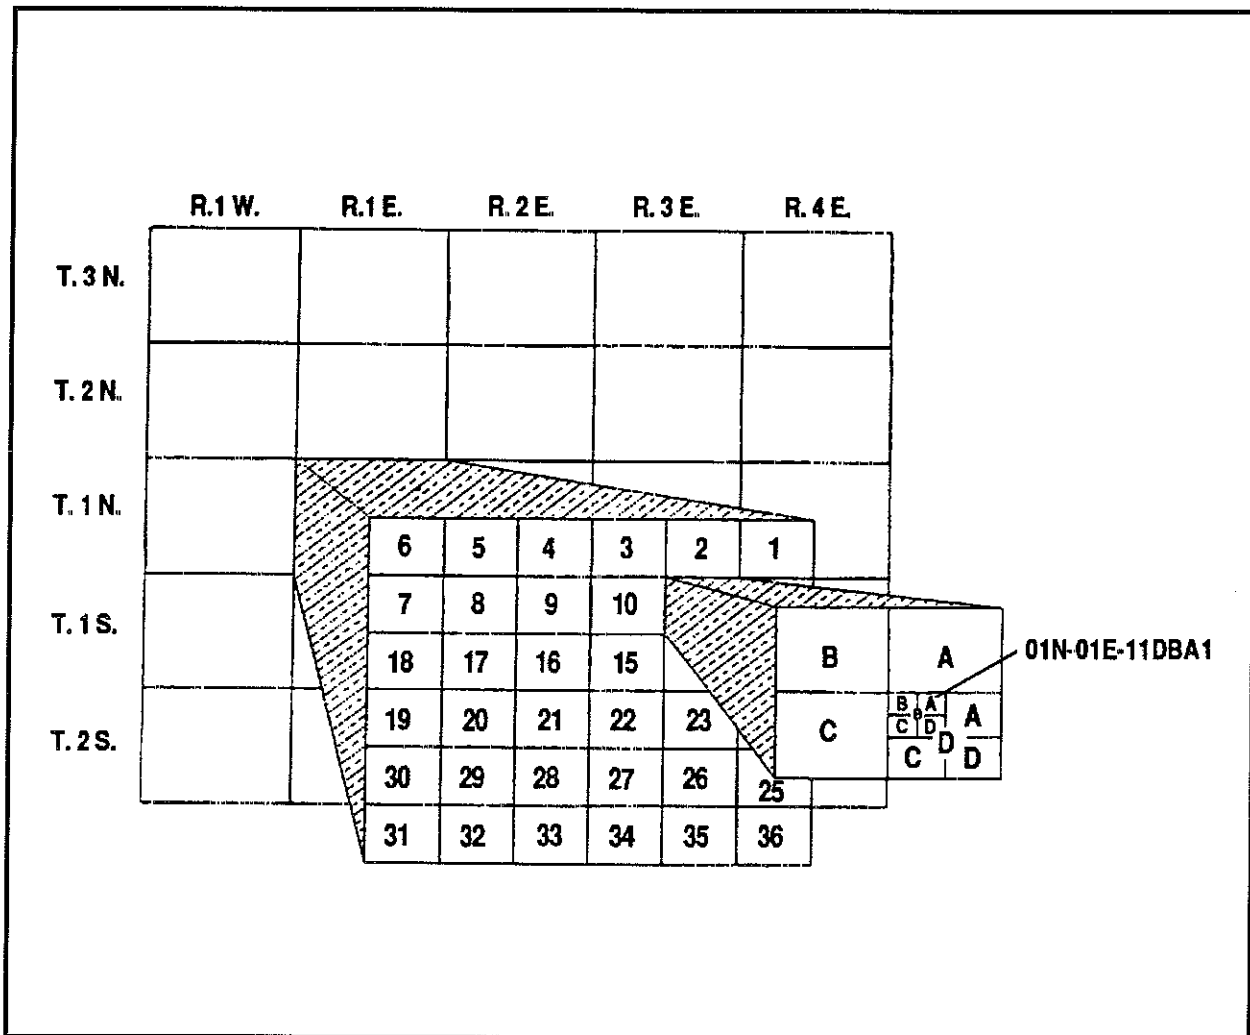 R.1 W. R.1 E. R. 2 E. R. 3 E. R. 4 E.
T. 3 N.
T. 2 N.
T. 1 N.
6 5 4 3 2 1
7 8 9 10
T. 1 S.
B A 01N-01E-11DBA1
18 17 16 15
B A
B
C D
A
19 20 21 22 23
C
D
T. 2 S.
C D
30 29 28 27 26 25
31 32 33 34 35 36